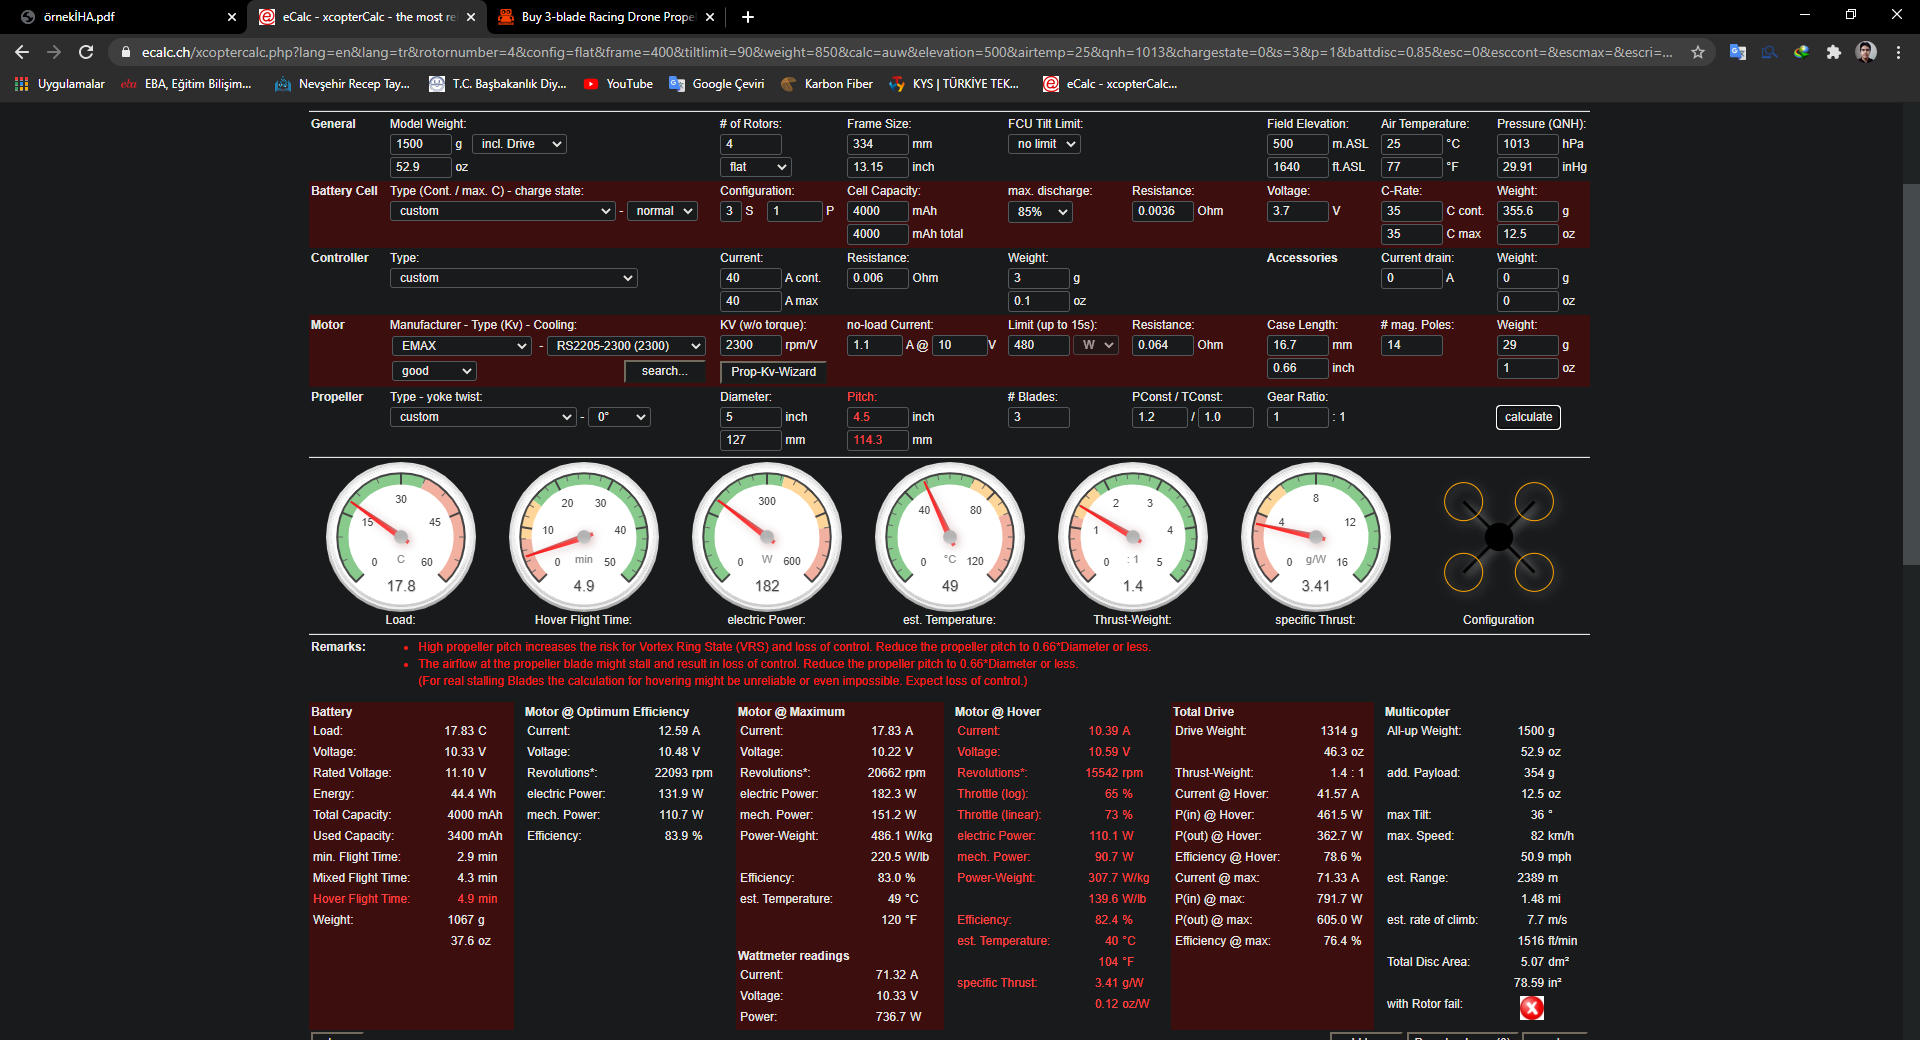 örnekİHA.pdf
eCalc - xcopterCalc - the most re
Buy 3-blade Racing Drone Prope
ecalc.ch/xcoptercalc.php?lang=en&lang=tr&rotornumber=4&config=flat&frame=400&tiltlimit=90&weight=850&calc=auw&elevation=500&airtemp=25&qnh=1013&chargestate=0&s=3&p=1&battdisc=0.85&esc=0&esccont=&escmax=&escri=...
Uygulamalar EBA, Eğitim Bilişim... Nevşehir Recep Tay... T.C. Başbakanlık Diy... YouTube Google Çeviri Karbon Fiber KYS | TÜRKİYE TEK... eCalc - xcopterCalc...
General Model Weight: # of Rotors: Frame Size: FCU Tilt Limit: Field Elevation: Air Temperature: Pressure (QNH):
1500 g incl. Drive 4 334 mm no limit 500 m.ASL 25 °C 1013 hPa
52.9 oz flat 13.15 inch 1640 ft.ASL 77 °F 29.91 inHg
Battery Cell Type (Cont. / max. C) - charge state: Configuration: Cell Capacity: max. discharge: Resistance: Voltage: C-Rate: Weight:
custom - normal 3 S 1 P 4000 mAh 85% 0.0036 Ohm 3.7 V 35 C cont. 355.6 g
4000 mAh total 35 C max 12.5 oz
Controller Type: Current: Resistance: Weight: Accessories Current drain: Weight:
custom 40 A cont. 0.006 Ohm 3 g 0 A 0 g
40 A max 0.1 oz 0 oz
Motor Manufacturer - Type (Kv) - Cooling: KV (w/o torque): no-load Current: Limit (up to 15s): Resistance: Case Length: # mag. Poles: Weight:
EMAX - RS2205-2300 (2300) 2300 rpm/V 1.1 A @ 10 V 480 W 0.064 Ohm 16.7 mm 14 29 g
good search... Prop-Kv-Wizard 0.66 inch 1 oz
Propeller Type - yoke twist: Diameter: Pitch: # Blades: PConst / TConst: Gear Ratio:
custom - 0° 5 inch 4.5 inch 3 1.2 / 1.0 1 : 1 calculate
127 mm 114.3 mm
0 15 30 45 60 C 17.8
0 10 20 30 40 50 min 4.9
0 300 600 W 182
0 40 80 120 °C 49
0 1 2 3 4 5 : 1 1.4
0 4 8 12 16 g/W 3.41
Load: Hover Flight Time: electric Power: est. Temperature: Thrust-Weight: specific Thrust: Configuration
Remarks: • High propeller pitch increases the risk for Vortex Ring State (VRS) and loss of control. Reduce the propeller pitch to 0.66*Diameter or less.
• The airflow at the propeller blade might stall and result in loss of control. Reduce the propeller pitch to 0.66*Diameter or less.
(For real stalling Blades the calculation for hovering might be unreliable or even impossible. Expect loss of control.)
Battery
Load: 17.83 C
Voltage: 10.33 V
Rated Voltage: 11.10 V
Energy: 44.4 Wh
Total Capacity: 4000 mAh
Used Capacity: 3400 mAh
min. Flight Time: 2.9 min
Mixed Flight Time: 4.3 min
Hover Flight Time: 4.9 min
Weight: 1067 g
37.6 oz
Motor @ Optimum Efficiency
Current: 12.59 A
Voltage: 10.48 V
Revolutions*: 22093 rpm
electric Power: 131.9 W
mech. Power: 110.7 W
Efficiency: 83.9 %
Motor @ Maximum
Current: 17.83 A
Voltage: 10.22 V
Revolutions*: 20662 rpm
electric Power: 182.3 W
mech. Power: 151.2 W
Power-Weight: 486.1 W/kg
220.5 W/lb
Efficiency: 83.0 %
est. Temperature: 49 °C
120 °F
Wattmeter readings
Current: 71.32 A
Voltage: 10.33 V
Power: 736.7 W
Motor @ Hover
Current: 10.39 A
Voltage: 10.59 V
Revolutions*: 15542 rpm
Throttle (log): 65 %
Throttle (linear): 73 %
electric Power: 110.1 W
mech. Power: 90.7 W
Power-Weight: 307.7 W/kg
139.6 W/lb
Efficiency: 82.4 %
est. Temperature: 40 °C
104 °F
specific Thrust: 3.41 g/W
0.12 oz/W
Total Drive
Drive Weight: 1314 g
46.3 oz
Thrust-Weight: 1.4 : 1
Current @ Hover: 41.57 A
P(in) @ Hover: 461.5 W
P(out) @ Hover: 362.7 W
Efficiency @ Hover: 78.6 %
Current @ max: 71.33 A
P(in) @ max: 791.7 W
P(out) @ max: 605.0 W
Efficiency @ max: 76.4 %
Multicopter
All-up Weight: 1500 g
52.9 oz
add. Payload: 354 g
12.5 oz
max Tilt: 36 °
max. Speed: 82 km/h
50.9 mph
est. Range: 2389 m
1.48 mi
est. rate of climb: 7.7 m/s
1516 ft/min
Total Disc Area: 5.07 dm²
78.59 in²
with Rotor fail: